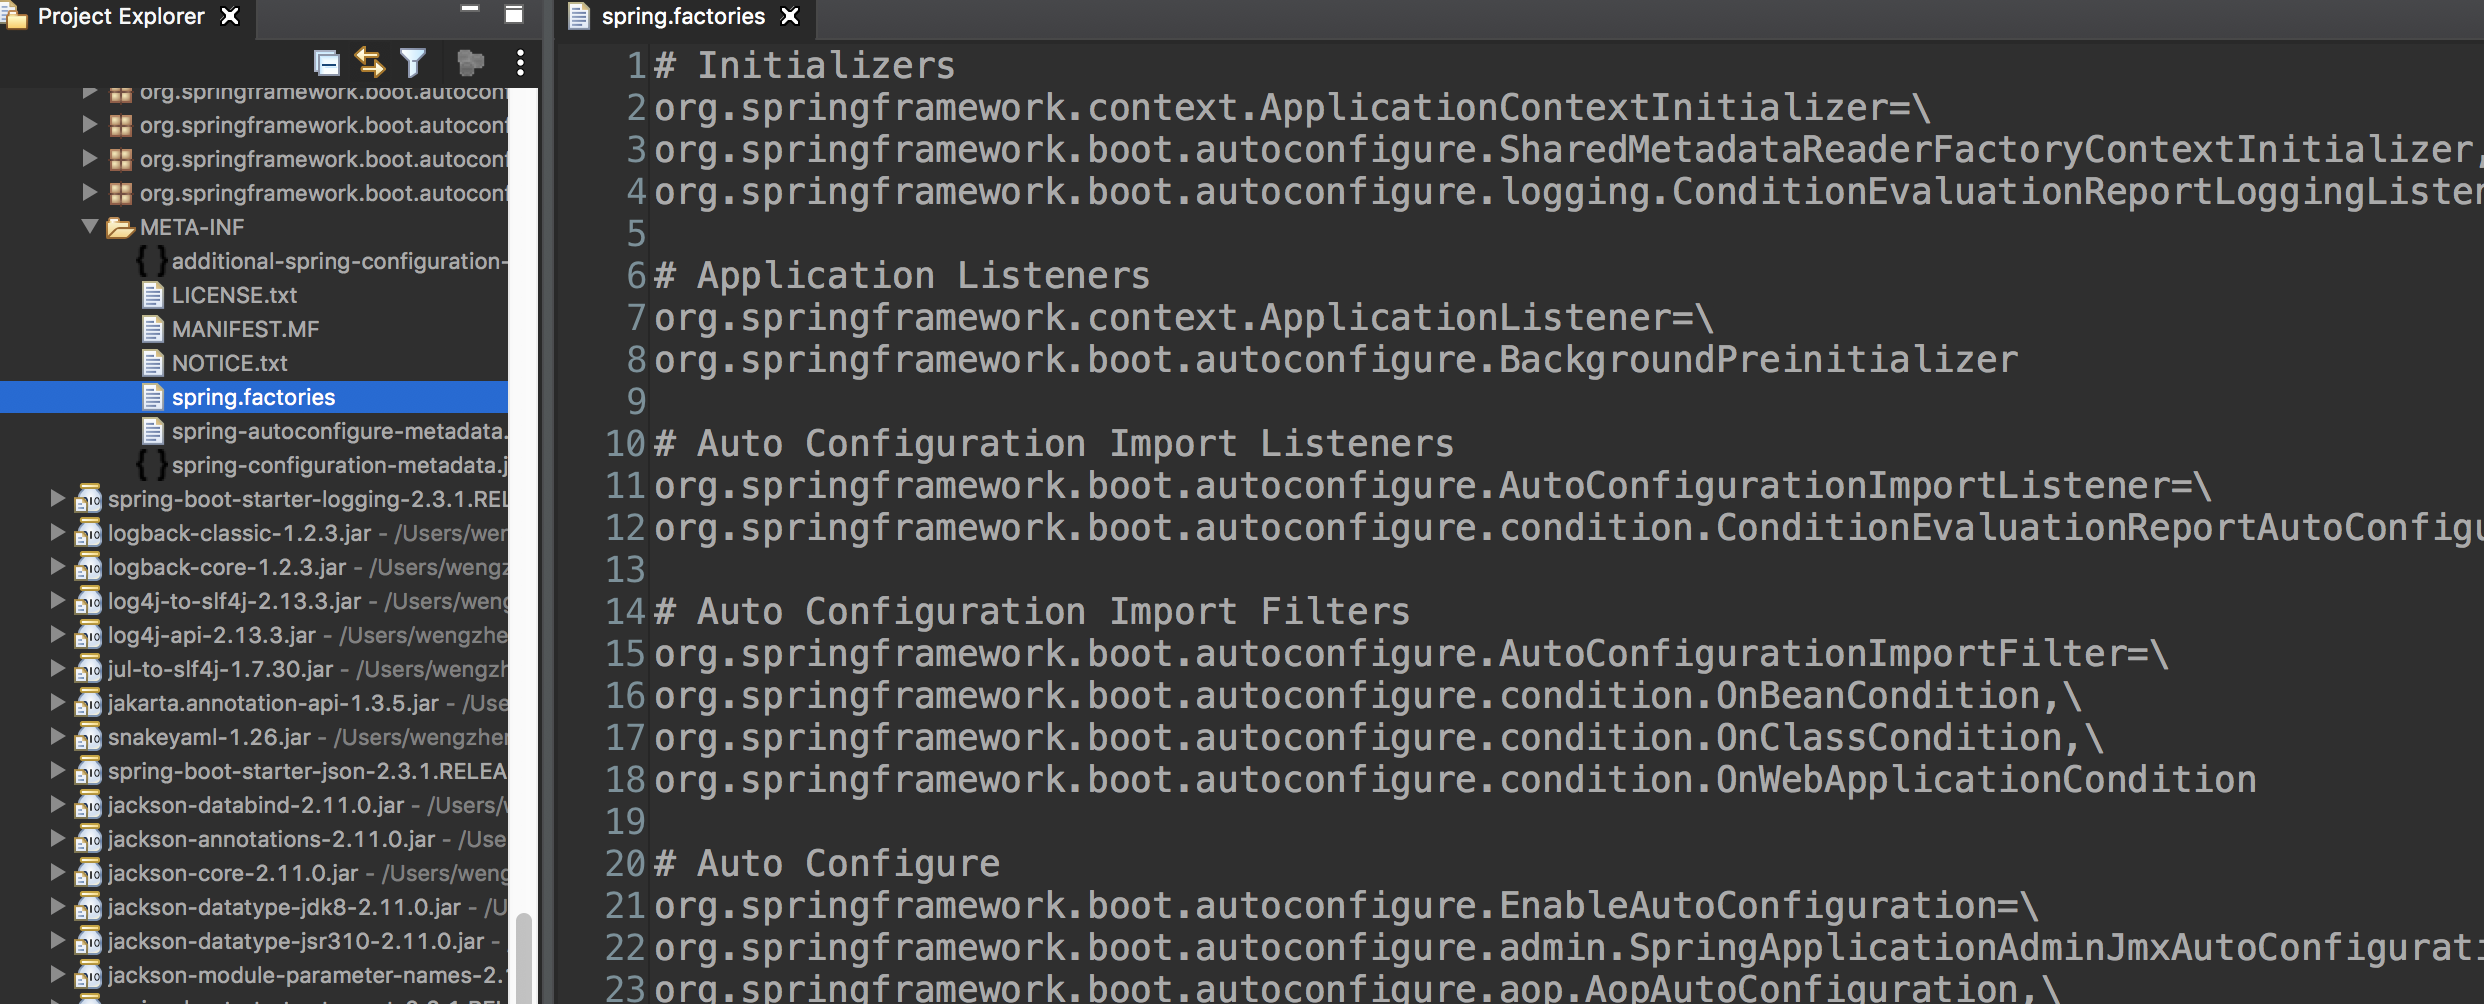 Project Explorer
org.springframework.boot.autoconf
org.springframework.boot.autoconf
org.springframework.boot.autoconf
org.springframework.boot.autoconf
META-INF
additional-spring-configuration-
LICENSE.txt
MANIFEST.MF
NOTICE.txt
spring.factories
spring-autoconfigure-metadata.
spring-configuration-metadata.j
spring-boot-starter-logging-2.3.1.REL
logback-classic-1.2.3.jar - /Users/wen
logback-core-1.2.3.jar - /Users/wengz
log4j-to-slf4j-2.13.3.jar - /Users/weng
log4j-api-2.13.3.jar - /Users/wengzhe
jul-to-slf4j-1.7.30.jar - /Users/wengzh
jakarta.annotation-api-1.3.5.jar - /Use
snakeyaml-1.26.jar - /Users/wengzhen
spring-boot-starter-json-2.3.1.RELEA
jackson-databind-2.11.0.jar - /Users/w
jackson-annotations-2.11.0.jar - /Use
jackson-core-2.11.0.jar - /Users/weng
jackson-datatype-jdk8-2.11.0.jar - /U
jackson-datatype-jsr310-2.11.0.jar -
jackson-module-parameter-names-2.1
spring.factories
1 # Initializers
2 org.springframework.context.ApplicationContextInitializer=\
3 org.springframework.boot.autoconfigure.SharedMetadataReaderFactoryContextInitializer,
4 org.springframework.boot.autoconfigure.logging.ConditionEvaluationReportLoggingListen
5
6 # Application Listeners
7 org.springframework.context.ApplicationListener=\
8 org.springframework.boot.autoconfigure.BackgroundPreinitializer
9
10 # Auto Configuration Import Listeners
11 org.springframework.boot.autoconfigure.AutoConfigurationImportListener=\
12 org.springframework.boot.autoconfigure.condition.ConditionEvaluationReportAutoConfigu
13
14 # Auto Configuration Import Filters
15 org.springframework.boot.autoconfigure.AutoConfigurationImportFilter=\
16 org.springframework.boot.autoconfigure.condition.OnBeanCondition,\
17 org.springframework.boot.autoconfigure.condition.OnClassCondition,\
18 org.springframework.boot.autoconfigure.condition.OnWebApplicationCondition
19
20 # Auto Configure
21 org.springframework.boot.autoconfigure.EnableAutoConfiguration=\
22 org.springframework.boot.autoconfigure.admin.SpringApplicationAdminJmxAutoConfigurati
23 org.springframework.boot.autoconfigure.aop.AopAutoConfiguration,\